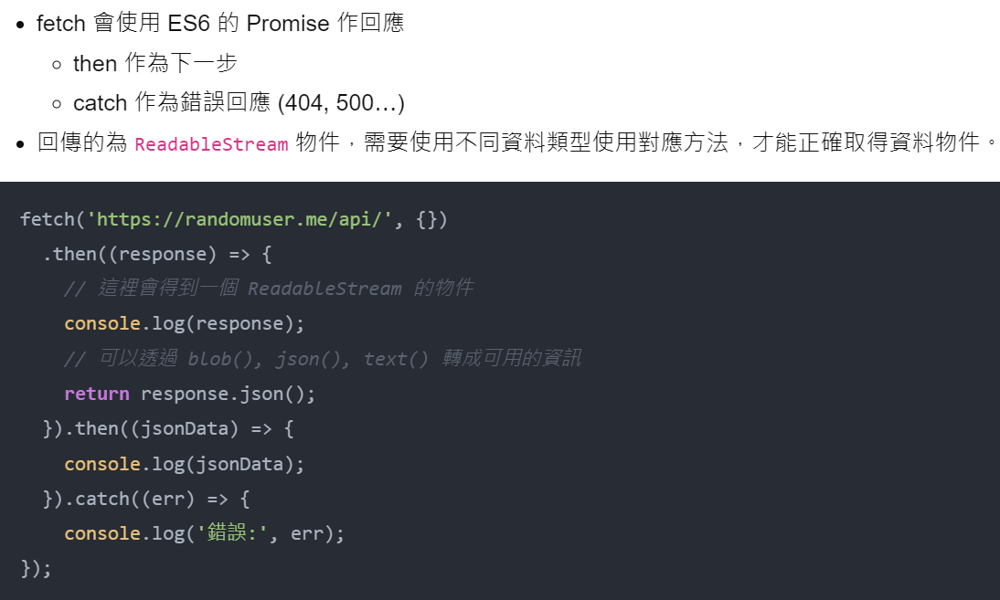 • fetch 會使用 ES6 的 Promise 作回應
◦ then 作為下一步
◦ catch 作為錯誤回應 (404, 500…)
• 回傳的為 ReadableStream 物件，需要使用不同資料類型使用對應方法，才能正確取得資料物件。
fetch('https://randomuser.me/api/', {})
  .then((response) => {
    // 這裡會得到一個 ReadableStream 的物件
    console.log(response);
    // 可以透過 blob(), json(), text() 轉成可用的資訊
    return response.json();
  }).then((jsonData) => {
    console.log(jsonData);
  }).catch((err) => {
    console.log('錯誤:', err);
});